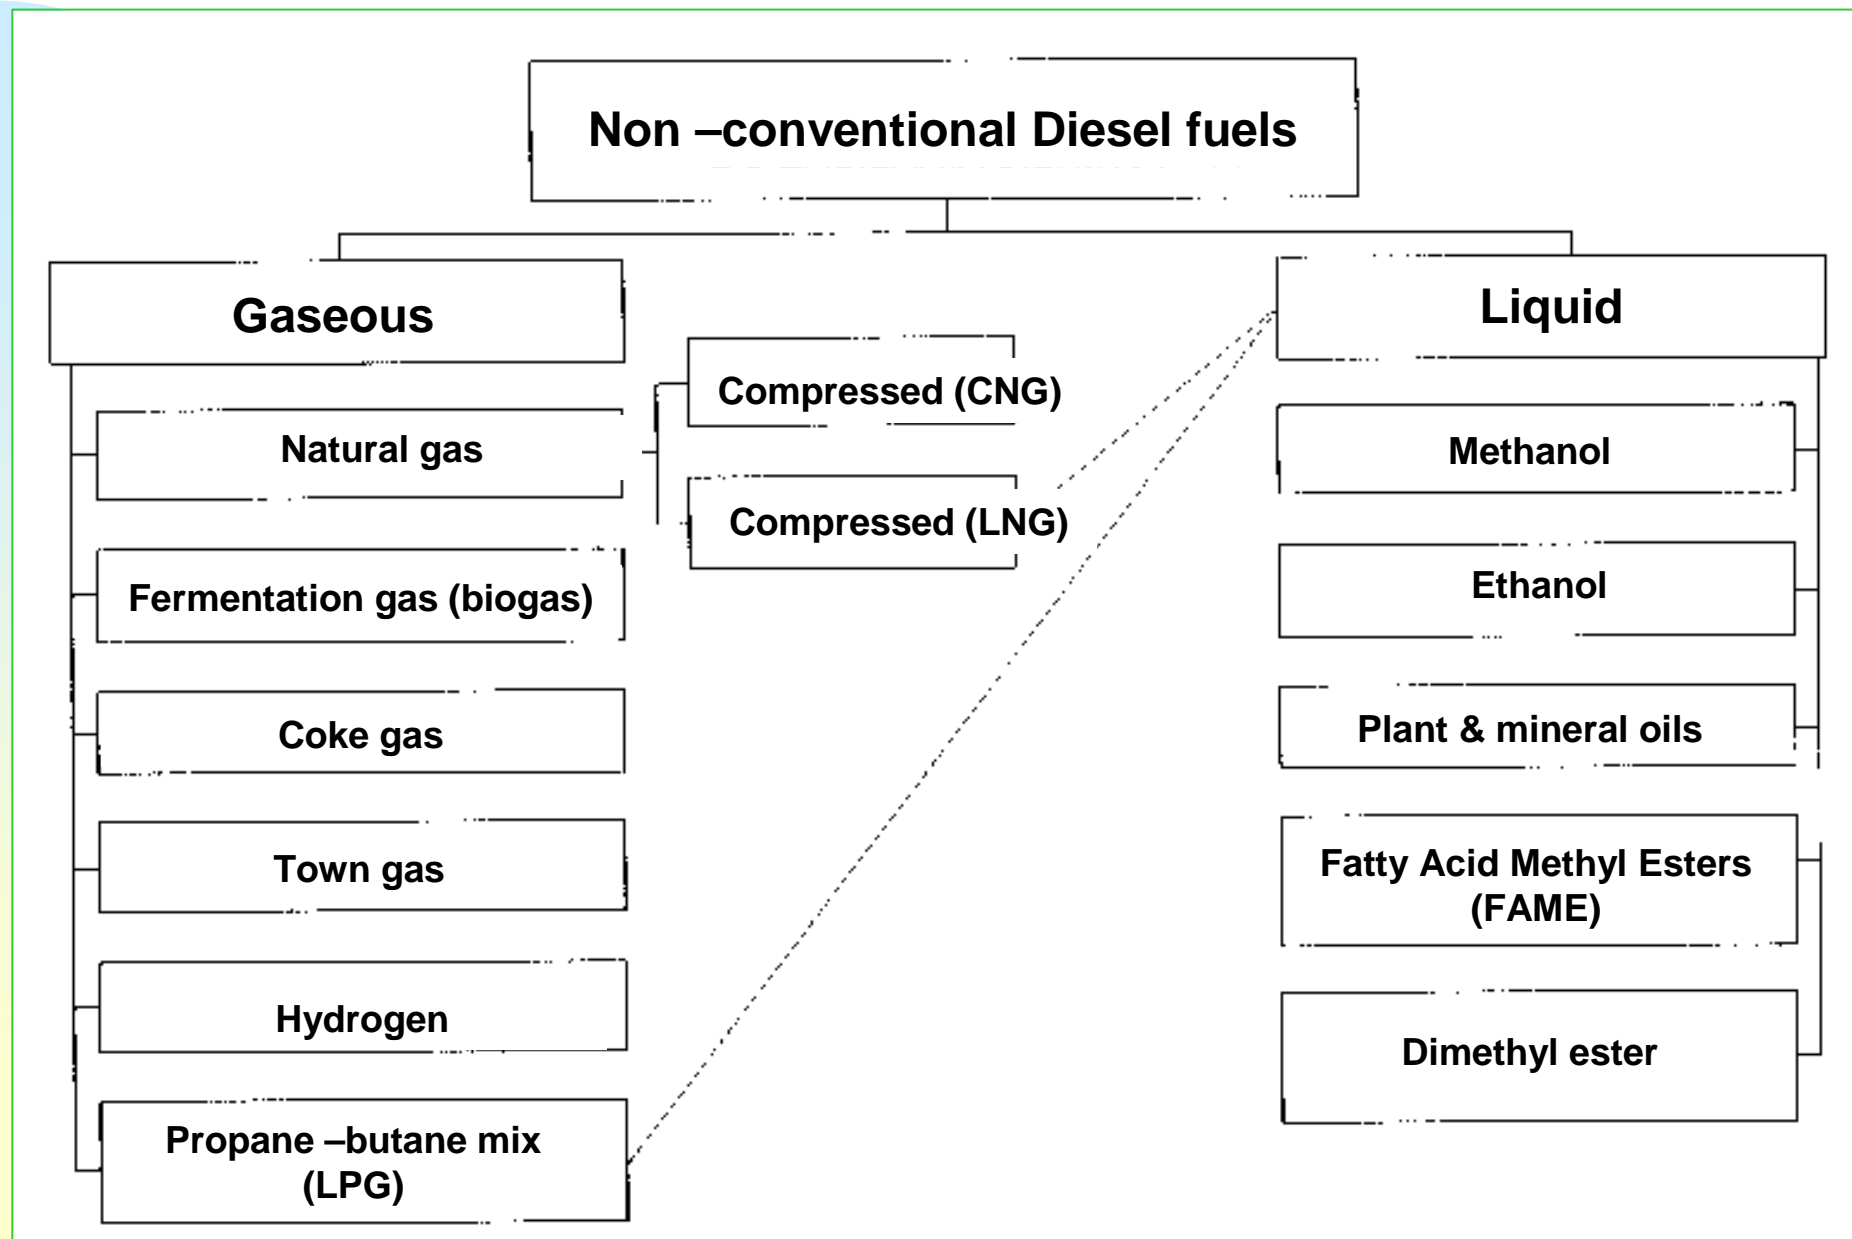 Non –conventional Diesel fuels
Gaseous
Liquid
Compressed (CNG)
Natural gas
Methanol
Compressed (LNG)
Fermentation gas (biogas)
Ethanol
Coke gas
Plant & mineral oils
Town gas
Fatty Acid Methyl Esters
(FAME)
Hydrogen
Dimethyl ester
Propane –butane mix
(LPG)